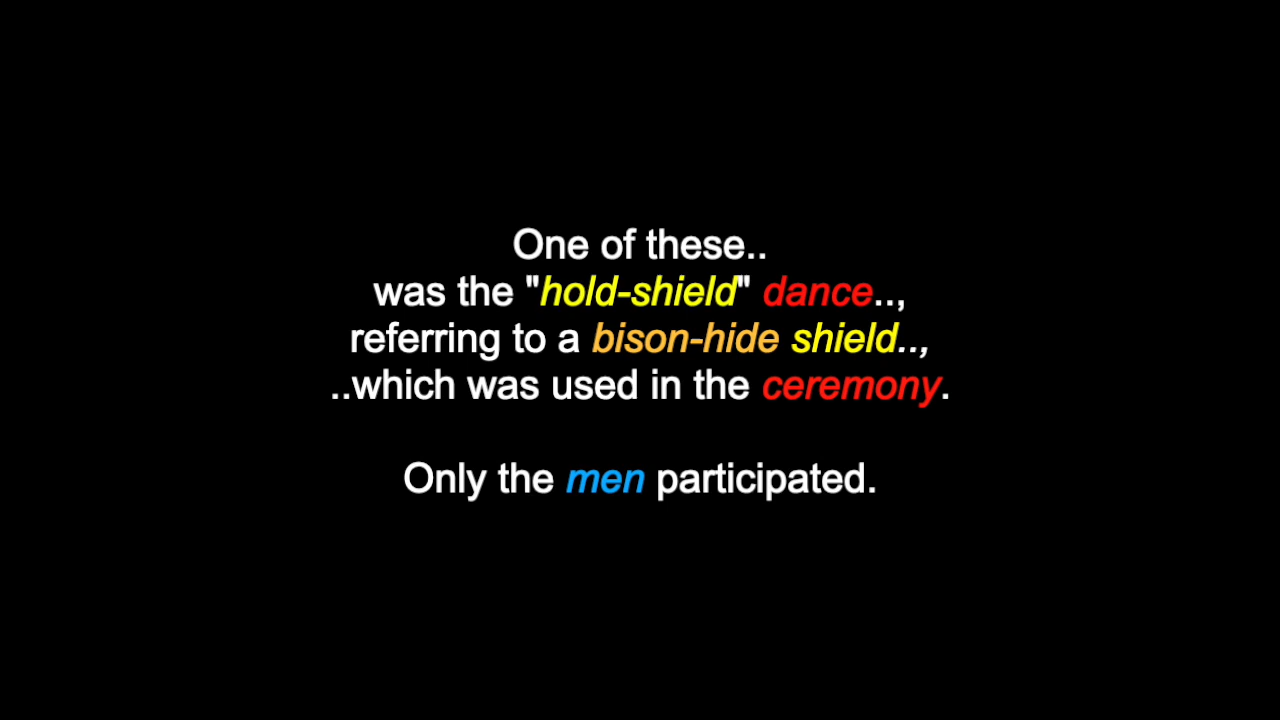 One of these..
was the "hold-shield" dance..,
referring to a bison-hide shield..,
..which was used in the ceremony.
Only the men participated.